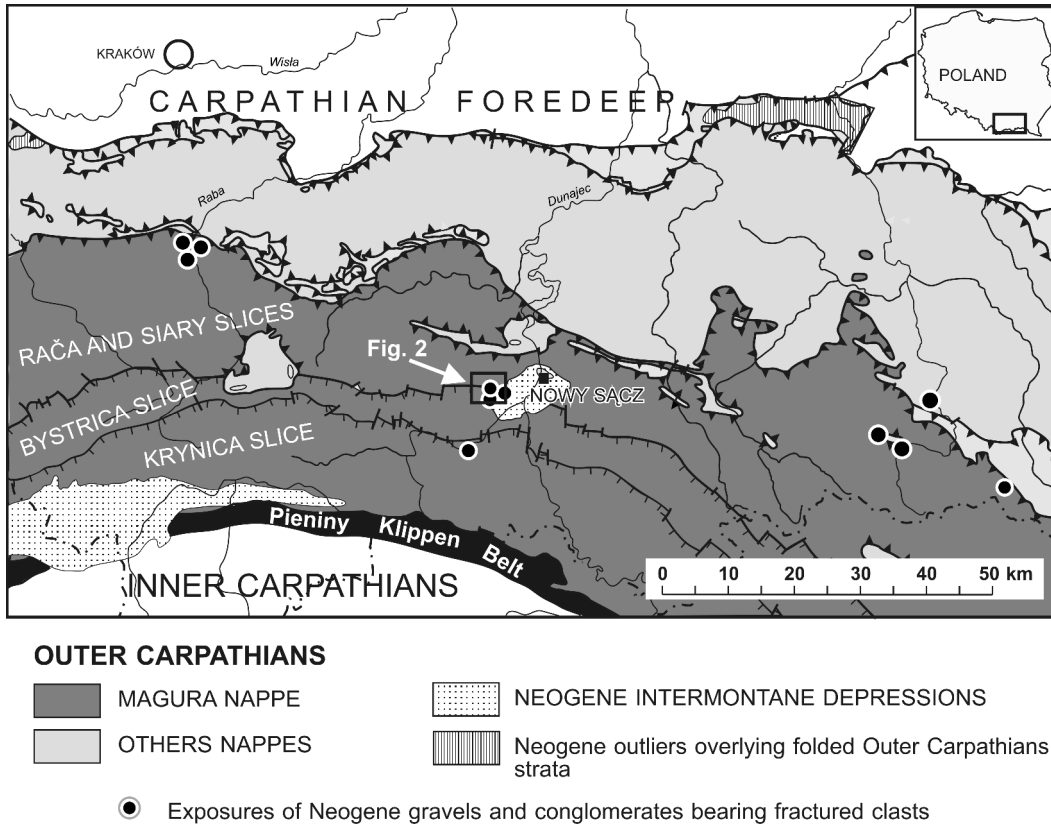 KRAKÓW
Wisła
POLAND
CARPATHIAN FOREDEEP
Raba
Dunajec
RAČA AND SIARY SLICES
Fig. 2
NOWY SĄCZ
BYSTRICA SLICE
KRYNICA SLICE
Pieniny Klippen Belt
INNER CARPATHIANS
0 10 20 30 40 50 km
OUTER CARPATHIANS
MAGURA NAPPE
OTHERS NAPPES
NEOGENE INTERMONTANE DEPRESSIONS
Neogene outliers overlying folded Outer Carpathians
strata
Exposures of Neogene gravels and conglomerates bearing fractured clasts